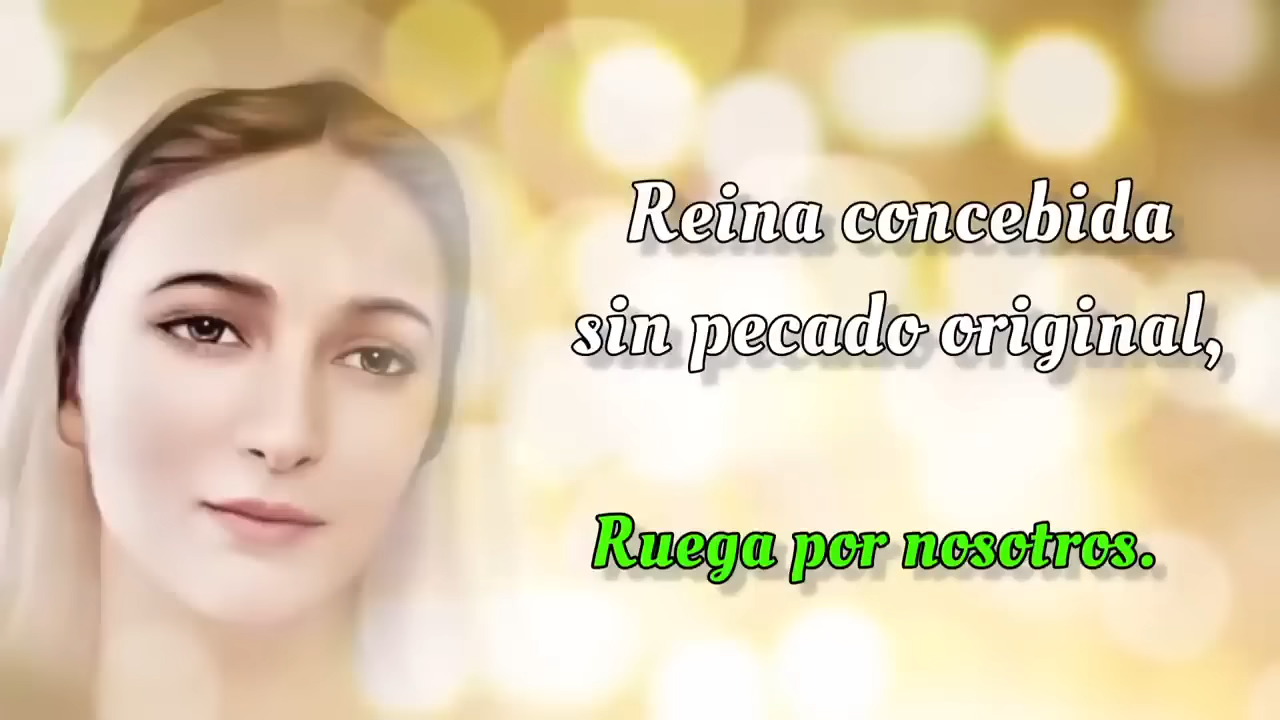 Reina concebida
sin pecado original,
Ruega por nosotros.